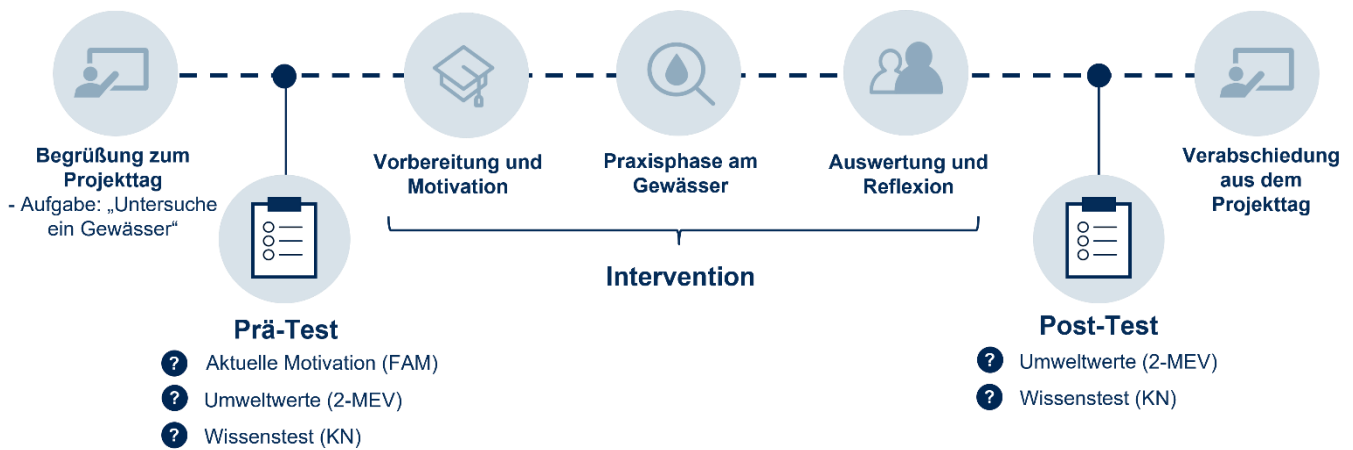 Begrüßung zum
Projekttag
- Aufgabe: „Untersuche
ein Gewässer“
Vorbereitung und
Motivation
Praxisphase am
Gewässer
Auswertung und
Reflexion
Verabschiedung
aus dem
Projekttag
Intervention
Prä-Test
? Aktuelle Motivation (FAM)
? Umweltwerte (2-MEV)
? Wissenstest (KN)
Post-Test
? Umweltwerte (2-MEV)
? Wissenstest (KN)